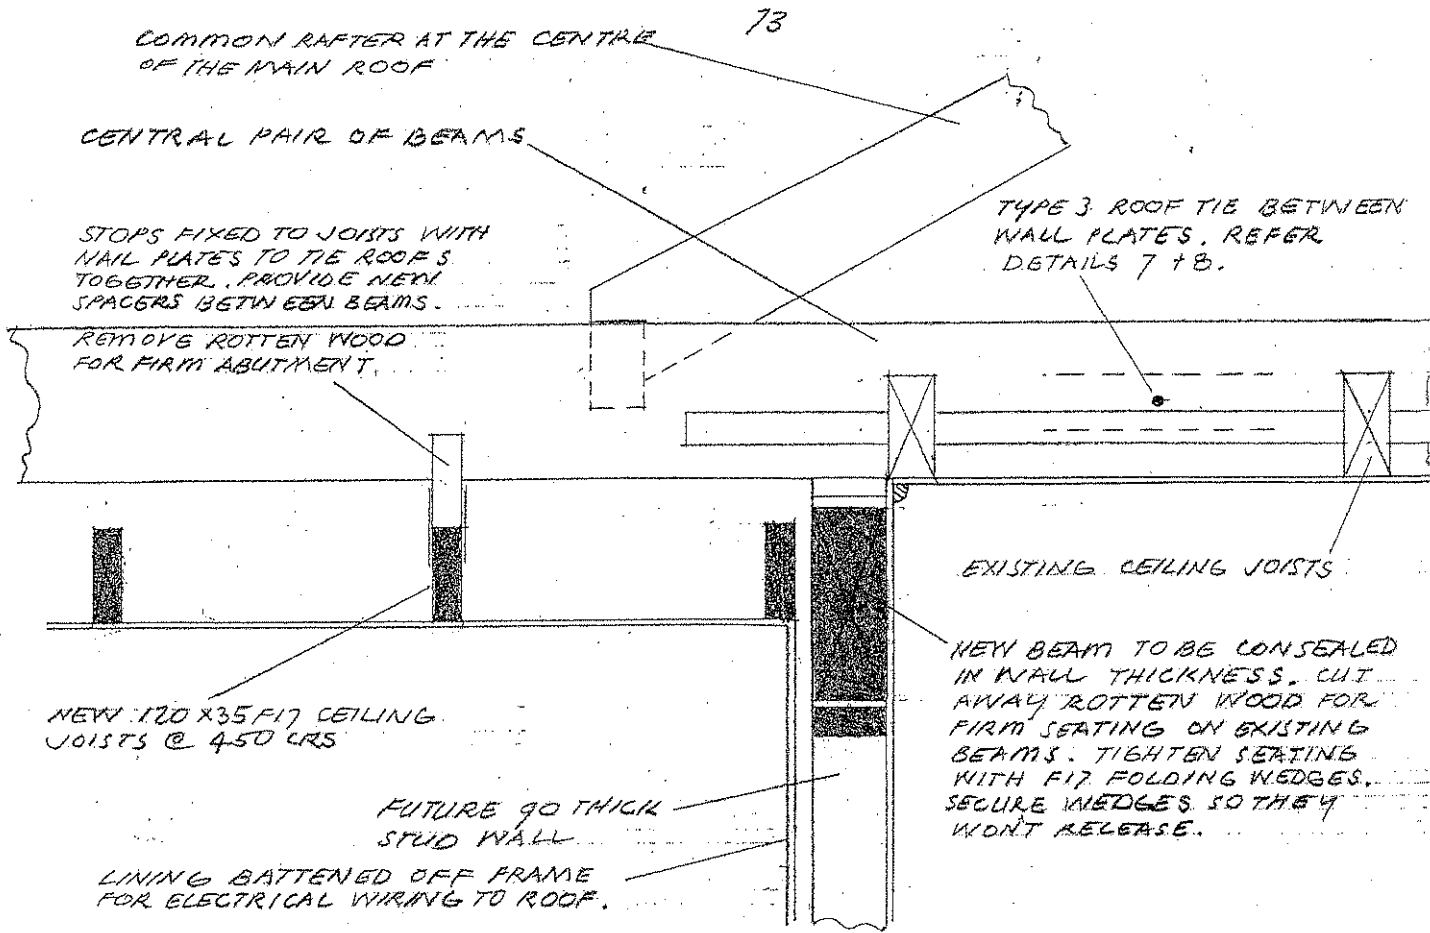 73
COMMON RAFTER AT THE CENTRE
OF THE MAIN ROOF
CENTRAL PAIR OF BEAMS
STOPS FIXED TO JOISTS WITH
NAIL PLATES TO TIE ROOFS
TOGETHER. PROVIDE NEW
SPACERS BETWEEN BEAMS.
REMOVE ROTTEN WOOD
FOR FIRM ABUTMENT.
TYPE 3 ROOF TIE BETWEEN
WALL PLATES. REFER
DETAILS 7 + 8.
EXISTING CEILING JOISTS
NEW BEAM TO BE CONSEALED
IN WALL THICKNESS. CUT
AWAY ROTTEN WOOD FOR
FIRM SEATING ON EXISTING
BEAMS. TIGHTEN SEATING
WITH F17 FOLDING WEDGES.
SECURE WEDGES SO THEY
WONT RELEASE.
NEW 120 X 35 F17 CEILING
JOISTS @ 450 CRS
FUTURE 90 THICK
STUD WALL
LINING BATTENED OFF FRAME
FOR ELECTRICAL WIRING TO ROOF.